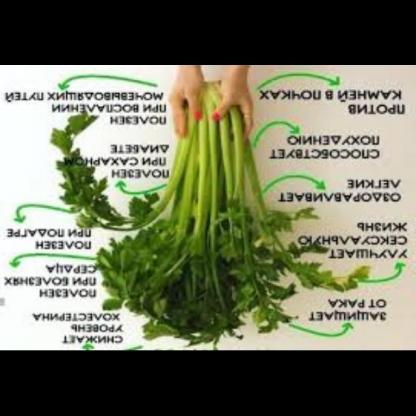 СНИЖАЕТ
УРОВЕНЬ
ХОЛЕСТЕРИНА
ПОЛЕЗЕН
ПРИ БОЛЕЗНЯХ
СЕРДЦА
ПОЛЕЗЕН
ПРИ ПОДАГРЕ
ПОЛЕЗЕН
ПРИ САХАРНОМ
ДИАБЕТЕ
ПОЛЕЗЕН
ПРИ ВОСПАЛЕНИИ
МОЧЕВЫВОДЯЩИХ ПУТЕЙ
ЗАЩИЩАЕТ
ОТ РАКА
УЛУЧШАЕТ
СЕКСУАЛЬНУЮ
ЖИЗНЬ
ОЗДОРАВЛИВАЕТ
ЛЕГКИЕ
СПОСОБСТВУЕТ
ПОХУДЕНИЮ
ПРОТИВ
КАМНЕЙ В ПОЧКАХ